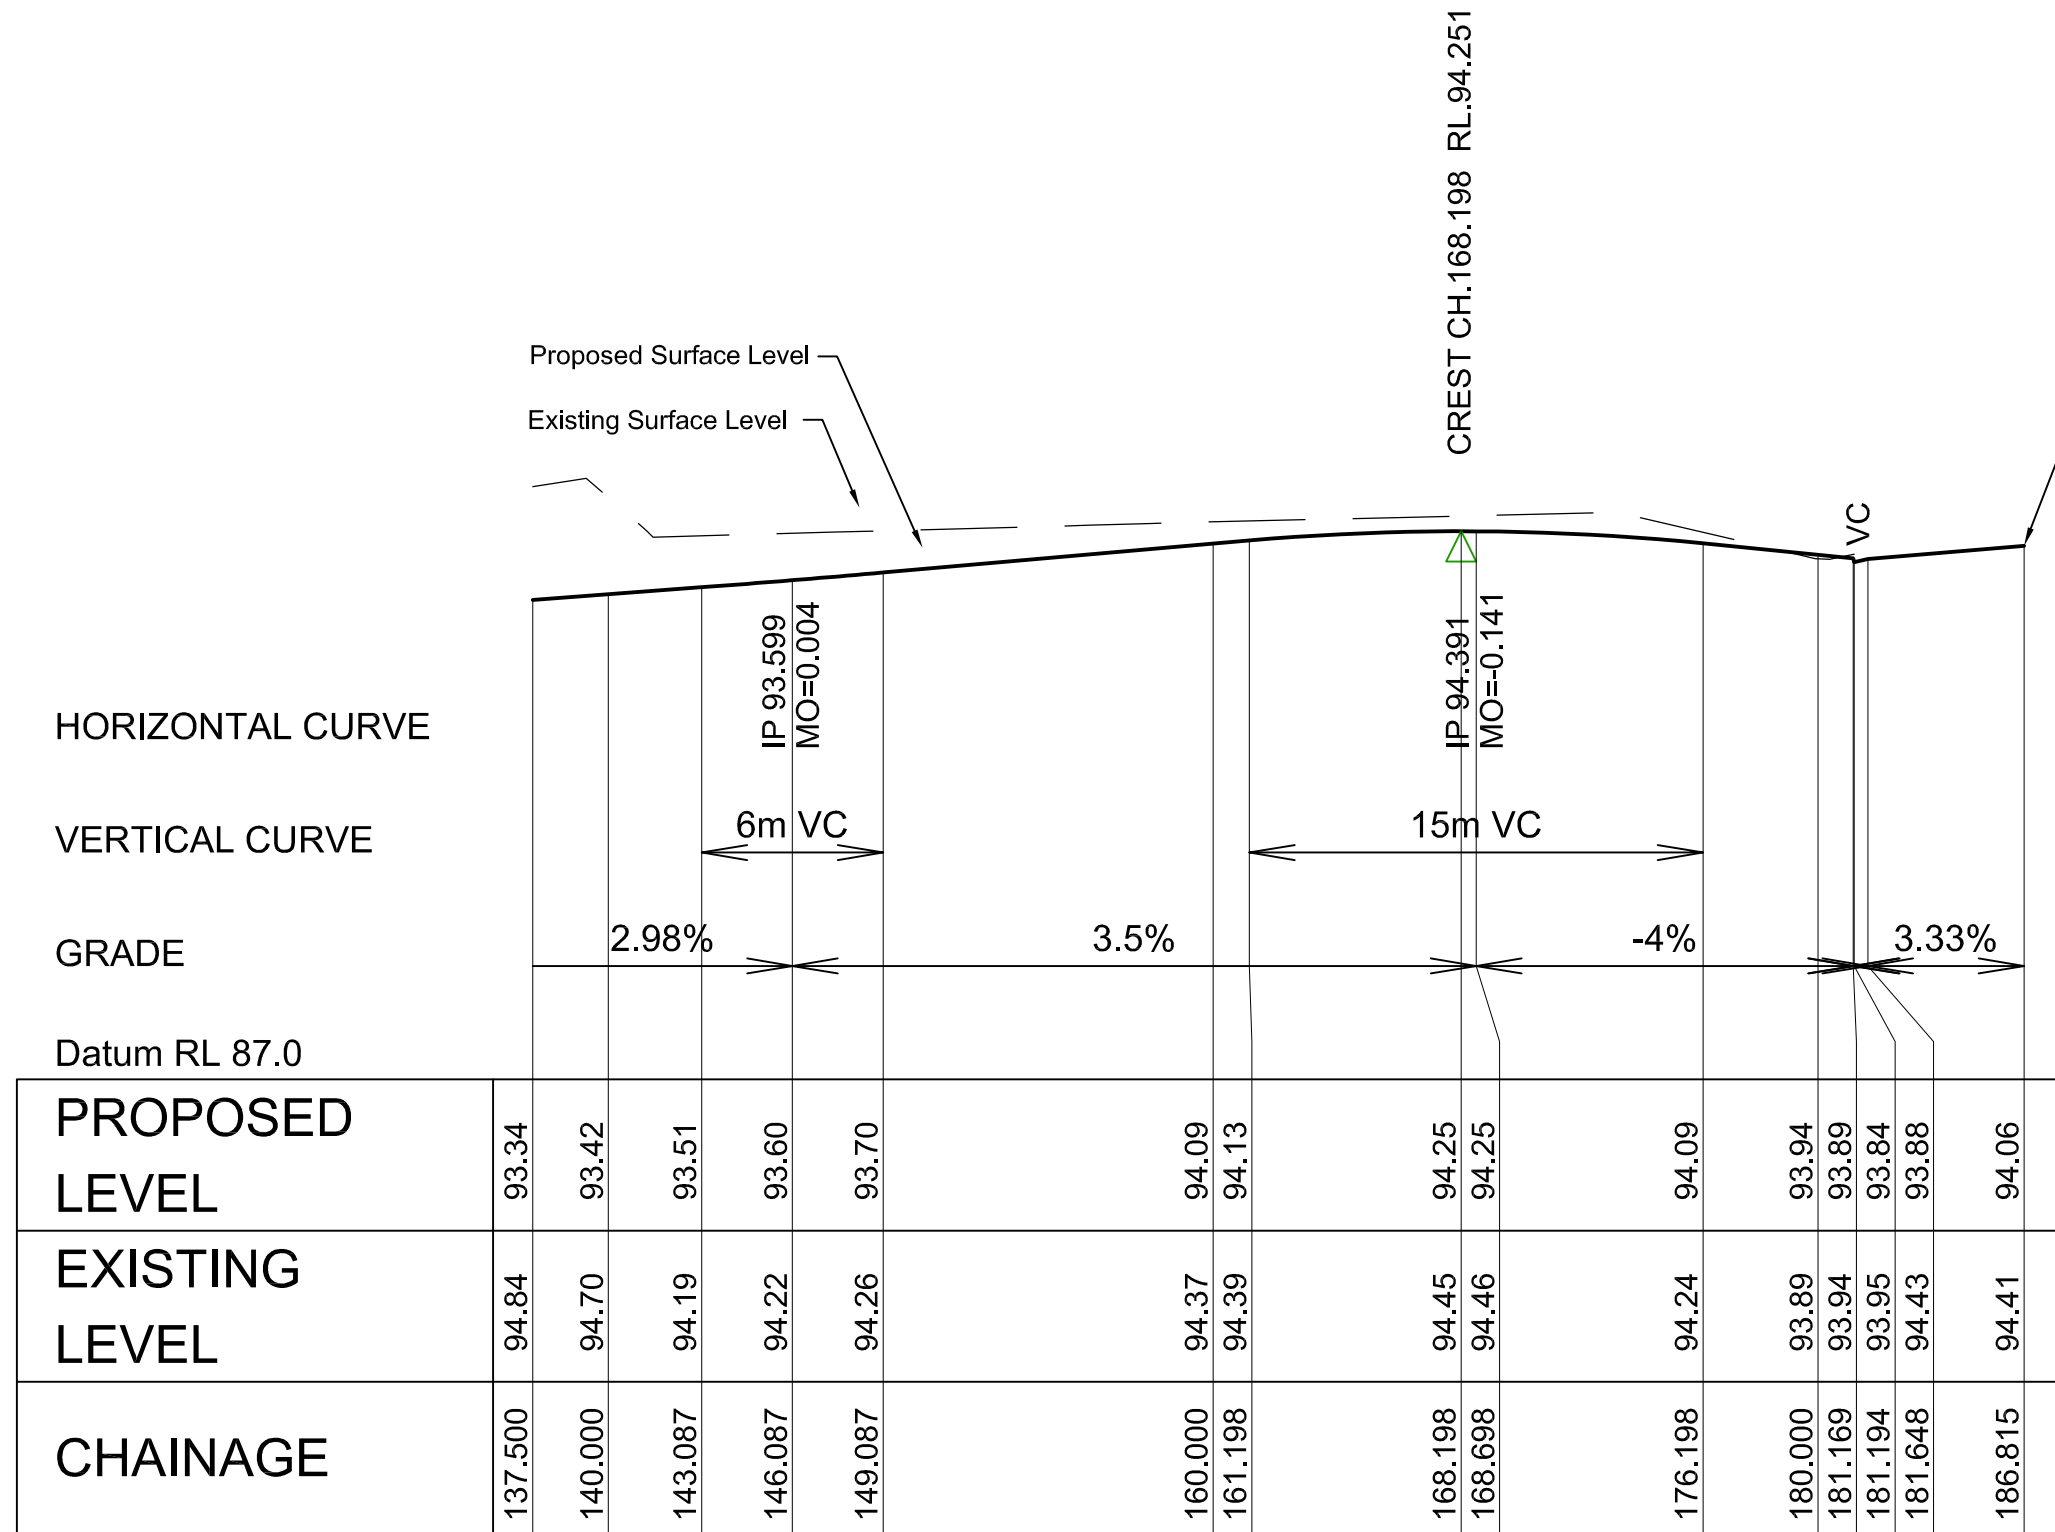 CREST CH.168.198 RL.94.251
Proposed Surface Level
Existing Surface Level
VC
IP 93.599
MO=0.004
IP 94.391
MO=-0.141
HORIZONTAL CURVE
VERTICAL CURVE
6m VC
15m VC
GRADE
2.98%
3.5%
-4%
3.33%
Datum RL 87.0
PROPOSED
LEVEL
93.34
93.42
93.51
93.60
93.70
94.09
94.13
94.25
94.25
94.09
93.94
93.89
93.84
93.88
94.06
EXISTING
LEVEL
94.84
94.70
94.19
94.22
94.26
94.37
94.39
94.45
94.46
94.24
93.89
93.94
93.95
94.43
94.41
CHAINAGE
137.500
140.000
143.087
146.087
149.087
160.000
161.198
168.198
168.698
176.198
180.000
181.169
181.194
181.648
186.815